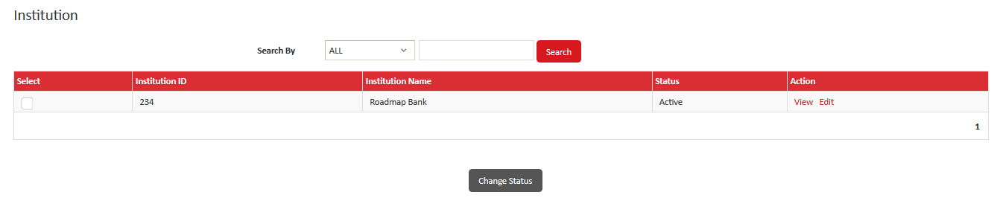 Institution
Search By ALL Search
Select Institution ID Institution Name Status Action
234 Roadmap Bank Active View Edit
1
Change Status